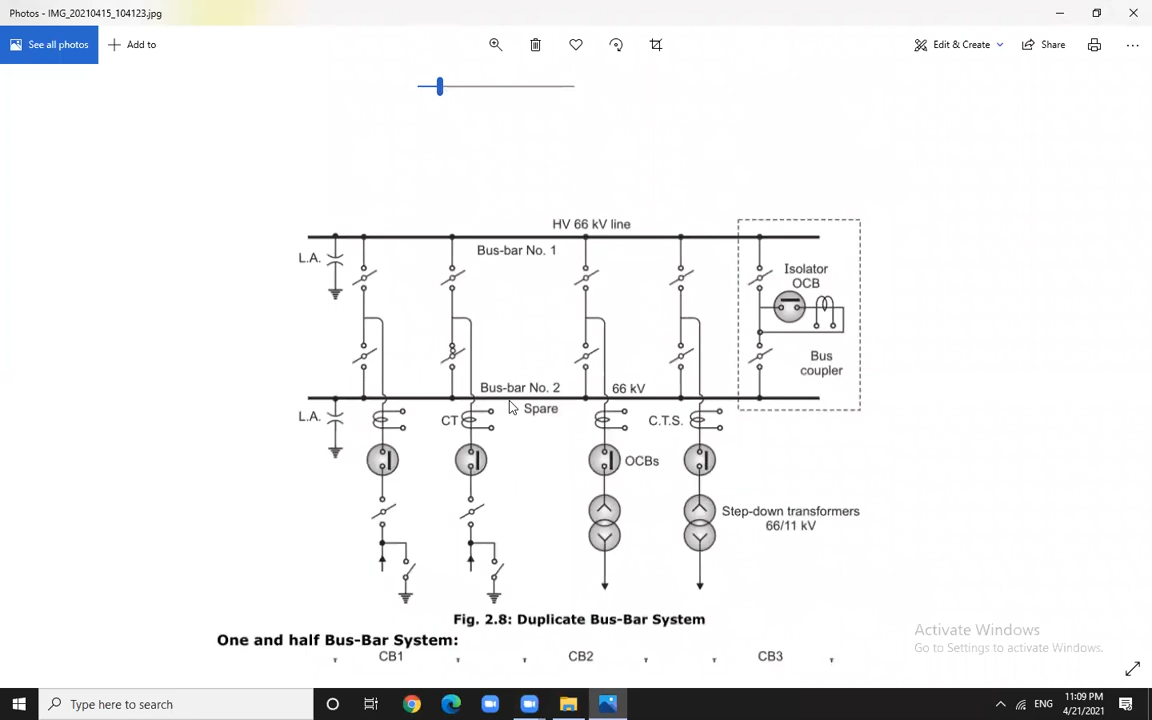 Photos - IMG_20210415_104123.jpg
See all photos
Add to
Edit & Create
Share
HV 66 kV line
Bus-bar No. 1
L.A.
Isolator
OCB
Bus
coupler
Bus-bar No. 2
66 kV
Spare
L.A.
CT
C.T.S.
OCBs
Step-down transformers
66/11 kV
Fig. 2.8: Duplicate Bus-Bar System
One and half Bus-Bar System:
CB1
CB2
CB3
Activate Windows
Go to Settings to activate Windows.
Type here to search
ENG
11:09 PM
4/21/2021